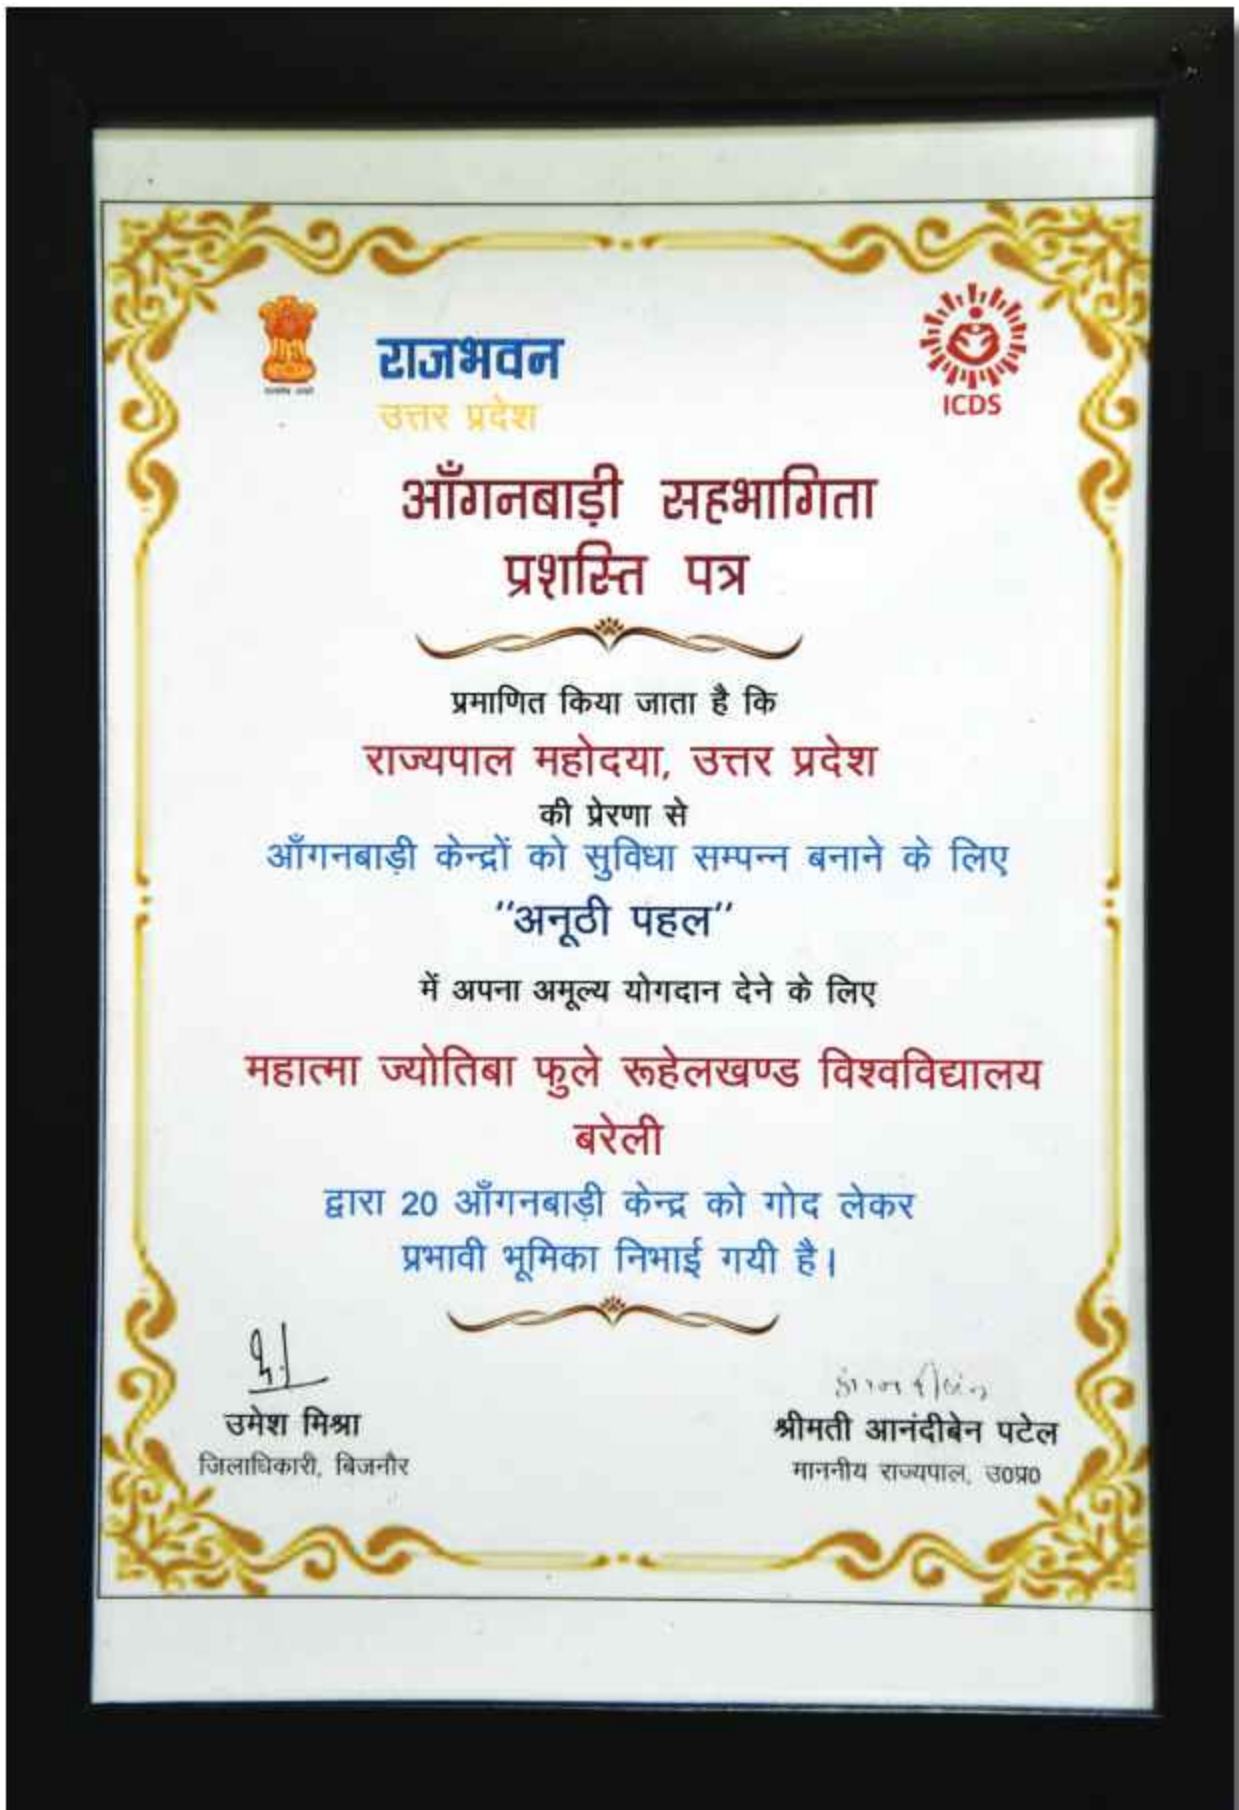 राजभवन
उत्तर प्रदेश
ICDS
आँगनबाड़ी सहभागिता
प्रशस्ति पत्र
प्रमाणित किया जाता है कि
राज्यपाल महोदया, उत्तर प्रदेश
की प्रेरणा से
आँगनबाड़ी केन्द्रों को सुविधा सम्पन्न बनाने के लिए
"अनूठी पहल"
में अपना अमूल्य योगदान देने के लिए
महात्मा ज्योतिबा फुले रूहेलखण्ड विश्वविद्यालय
बरेली
द्वारा 20 आँगनबाड़ी केन्द्र को गोद लेकर
प्रभावी भूमिका निभाई गयी है।
उमेश मिश्रा
जिलाधिकारी, बिजनौर
श्रीमती आनंदीबेन पटेल
माननीय राज्यपाल, उ०प्र०